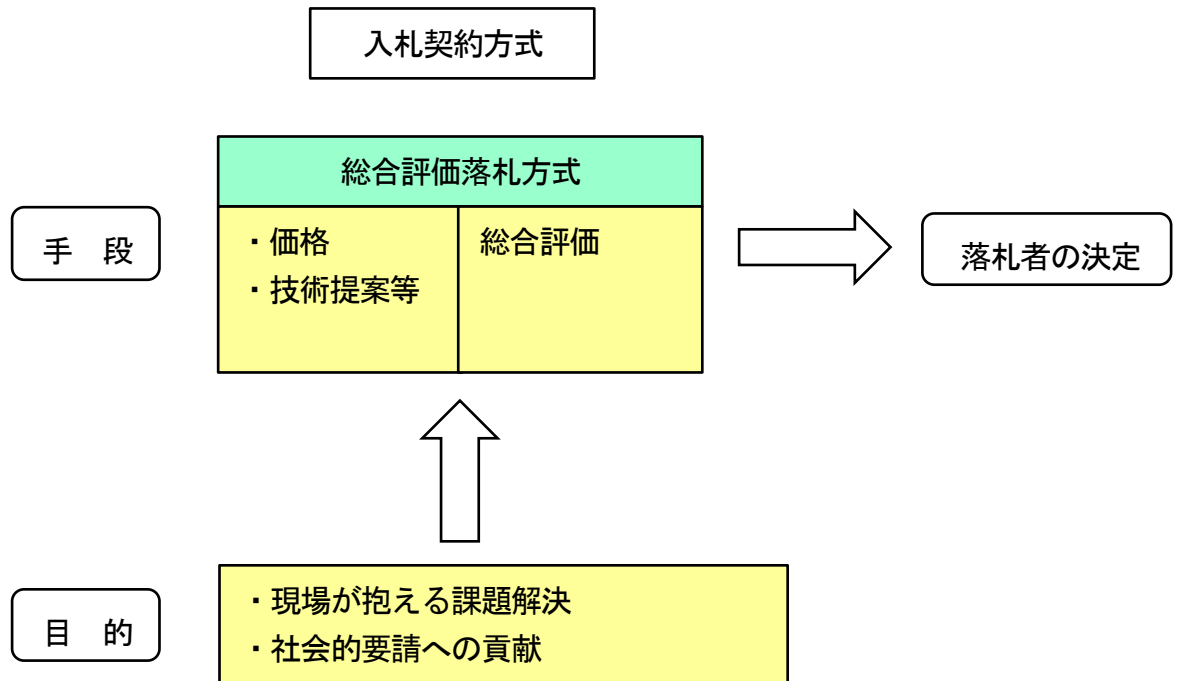 入札契約方式
総合評価落札方式
手　段
・価格
・技術提案等
総合評価
落札者の決定
目　的
・現場が抱える課題解決
・社会的要請への貢献